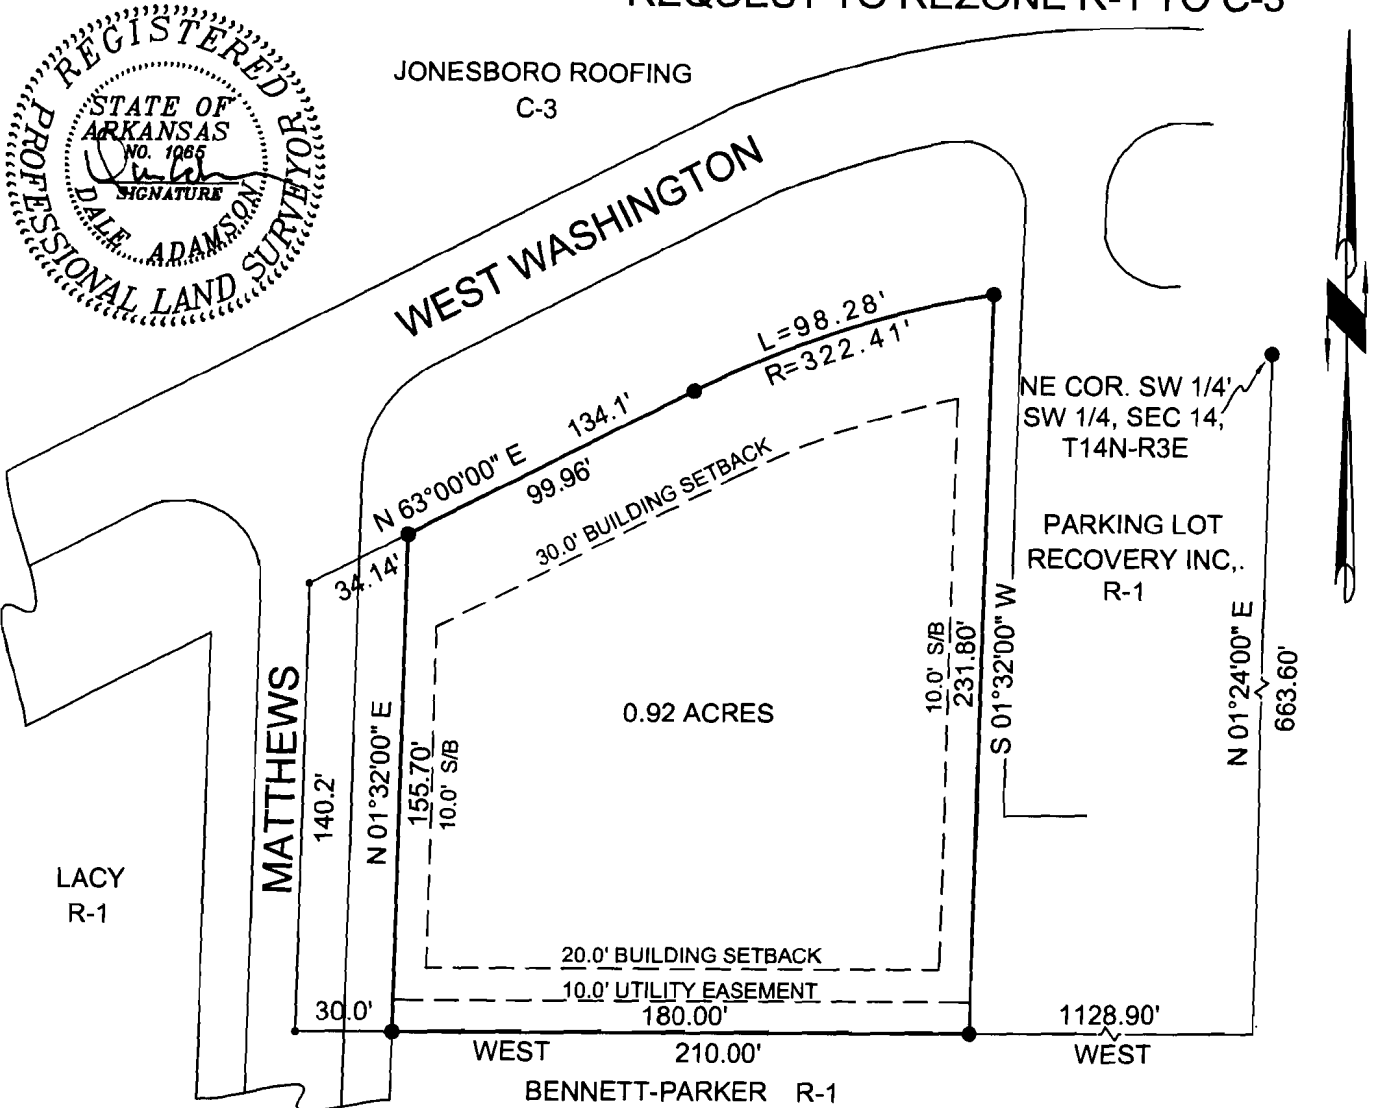 REQUEST TO REZONE R-1 TO C-3
REGISTERED
PROFESSIONAL LAND SURVEYOR
STATE OF
ARKANSAS
NO. 1065
SIGNATURE
DALE ADAMSON
JONESBORO ROOFING
C-3
WEST WASHINGTON
L=98.28'
R=322.41'
NE COR. SW 1/4'
SW 1/4, SEC 14,
T14N-R3E
134.1'
N 63°00'00" E
99.96'
34.14'
30.0' BUILDING SETBACK
PARKING LOT
RECOVERY INC,.
R-1
MATTHEWS
140.2'
N 01°32'00" E
155.70'
10.0' S/B
0.92 ACRES
10.0' S/B
231.80'
S 01°32'00" W
N 01°24'00" E
663.60'
LACY
R-1
20.0' BUILDING SETBACK
10.0' UTILITY EASEMENT
30.0'
180.00'
1128.90'
WEST
210.00'
WEST
BENNETT-PARKER R-1